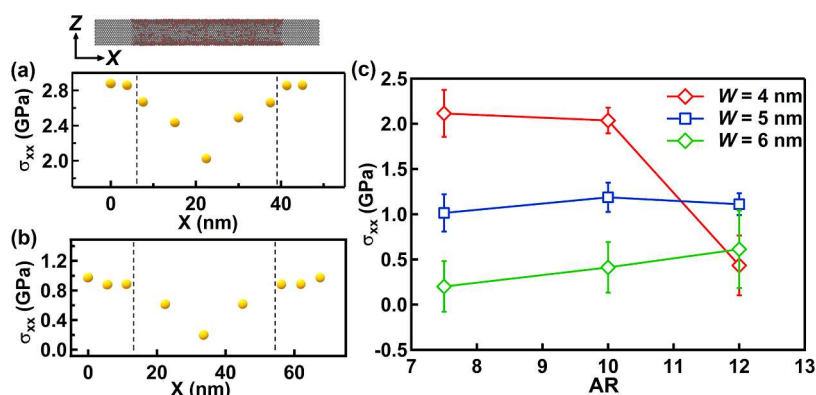 Z
X
(a)
2.8
2.4
2.0
σxx (GPa)
0
20
40
X (nm)
(b)
1.2
0.8
0.4
0.0
σxx (GPa)
0
20
40
60
X (nm)
(c)
2.5
2.0
1.5
1.0
0.5
0.0
-0.5
σxx (GPa)
W = 4 nm
W = 5 nm
W = 6 nm
7
8
9
10
11
12
13
AR